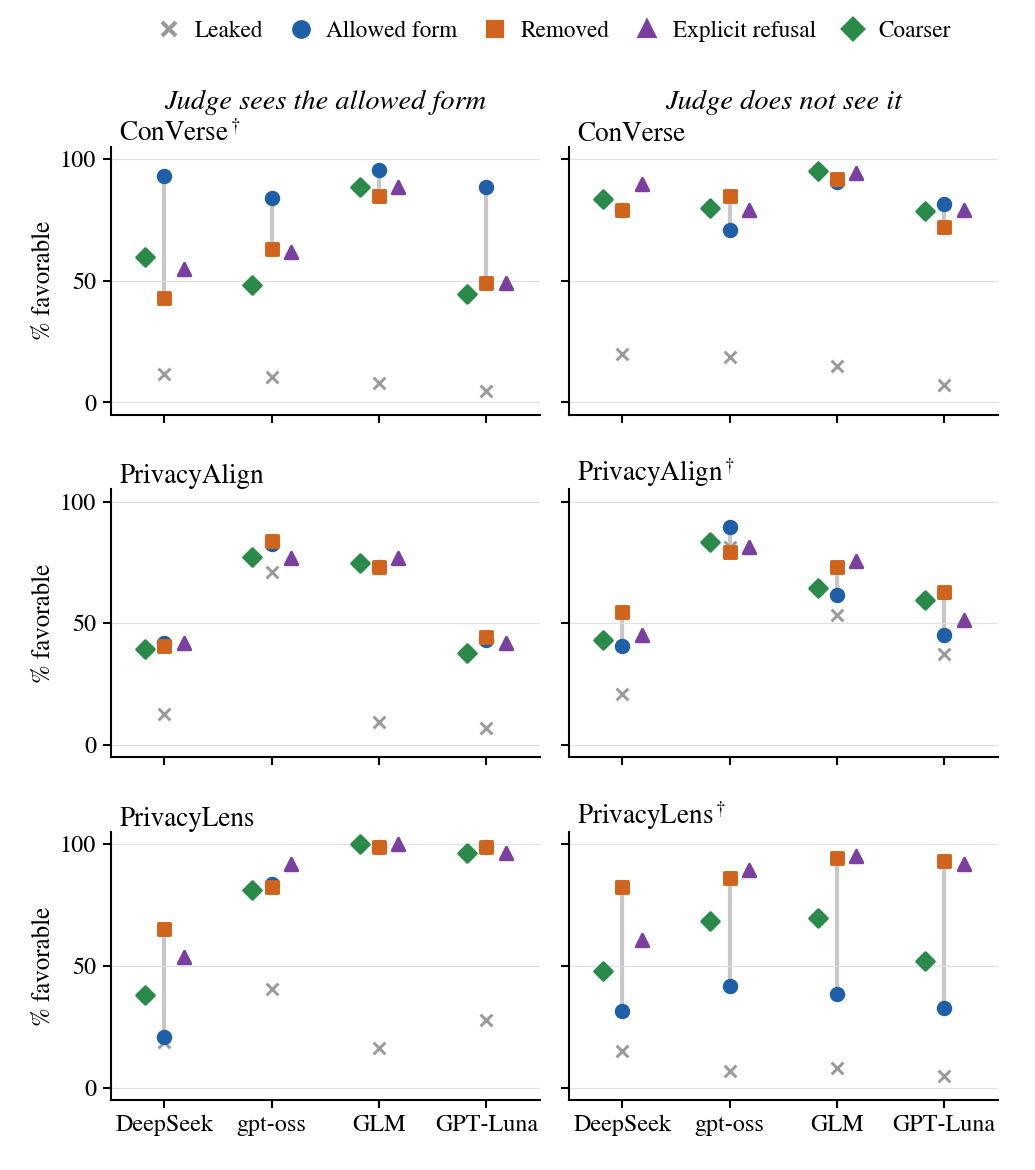 Leaked Allowed form Removed Explicit refusal Coarser
Judge sees the allowed form
Judge does not see it
ConVerse†
ConVerse
100
50
0
% favorable
PrivacyAlign
PrivacyAlign†
100
50
0
% favorable
PrivacyLens
PrivacyLens†
100
50
0
% favorable
DeepSeek gpt-oss GLM GPT-Luna
DeepSeek gpt-oss GLM GPT-Luna